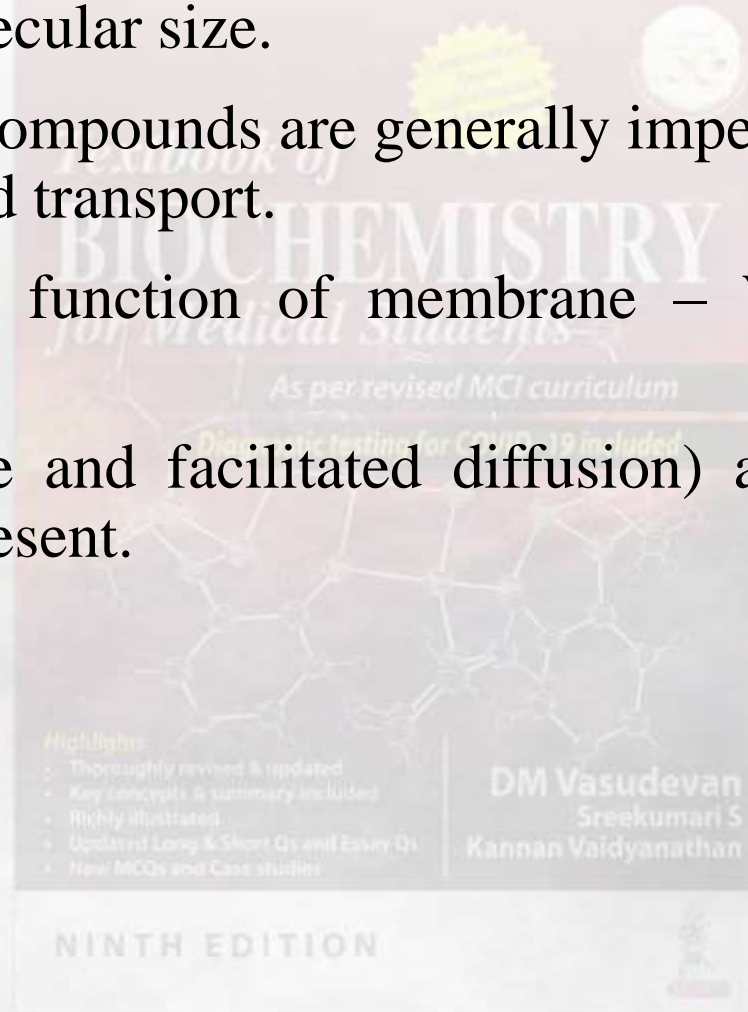 ecular size.
ompounds are generally impe
Textbook of
d transport.
BIOCHEMISTRY
function of membrane –
for Medical Students
As per revised MCI curriculum
Diagnostic testing for COVID-19 included
e and facilitated diffusion) a
esent.
Highlights
• Thoroughly revised & updated
• Key concepts & summary included
• Richly illustrated
• Updated Long & Short Qs and Essay Qs
• New MCQs and Case studies
DM Vasudevan
Sreekumari S
Kannan Vaidyanathan
NINTH EDITION